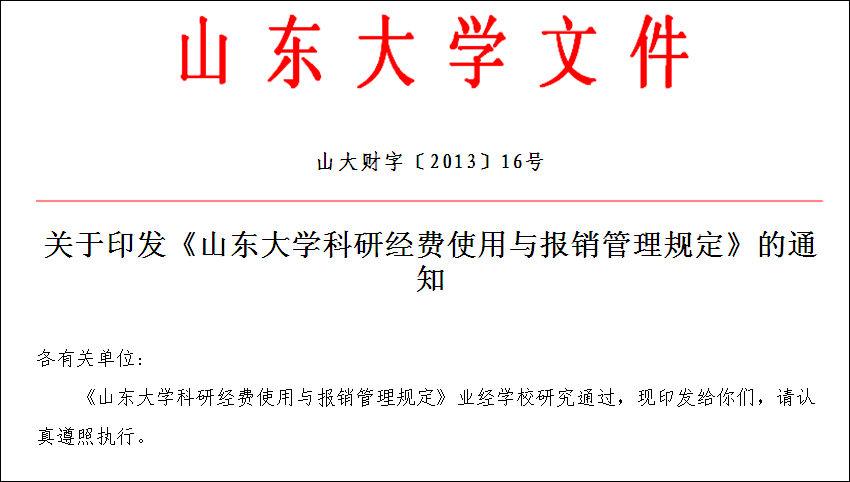 山东大学文件
山大财字〔2013〕16号
关于印发《山东大学科研经费使用与报销管理规定》的通
知
各有关单位：
《山东大学科研经费使用与报销管理规定》业经学校研究通过，现印发给你们，请认
真遵照执行。